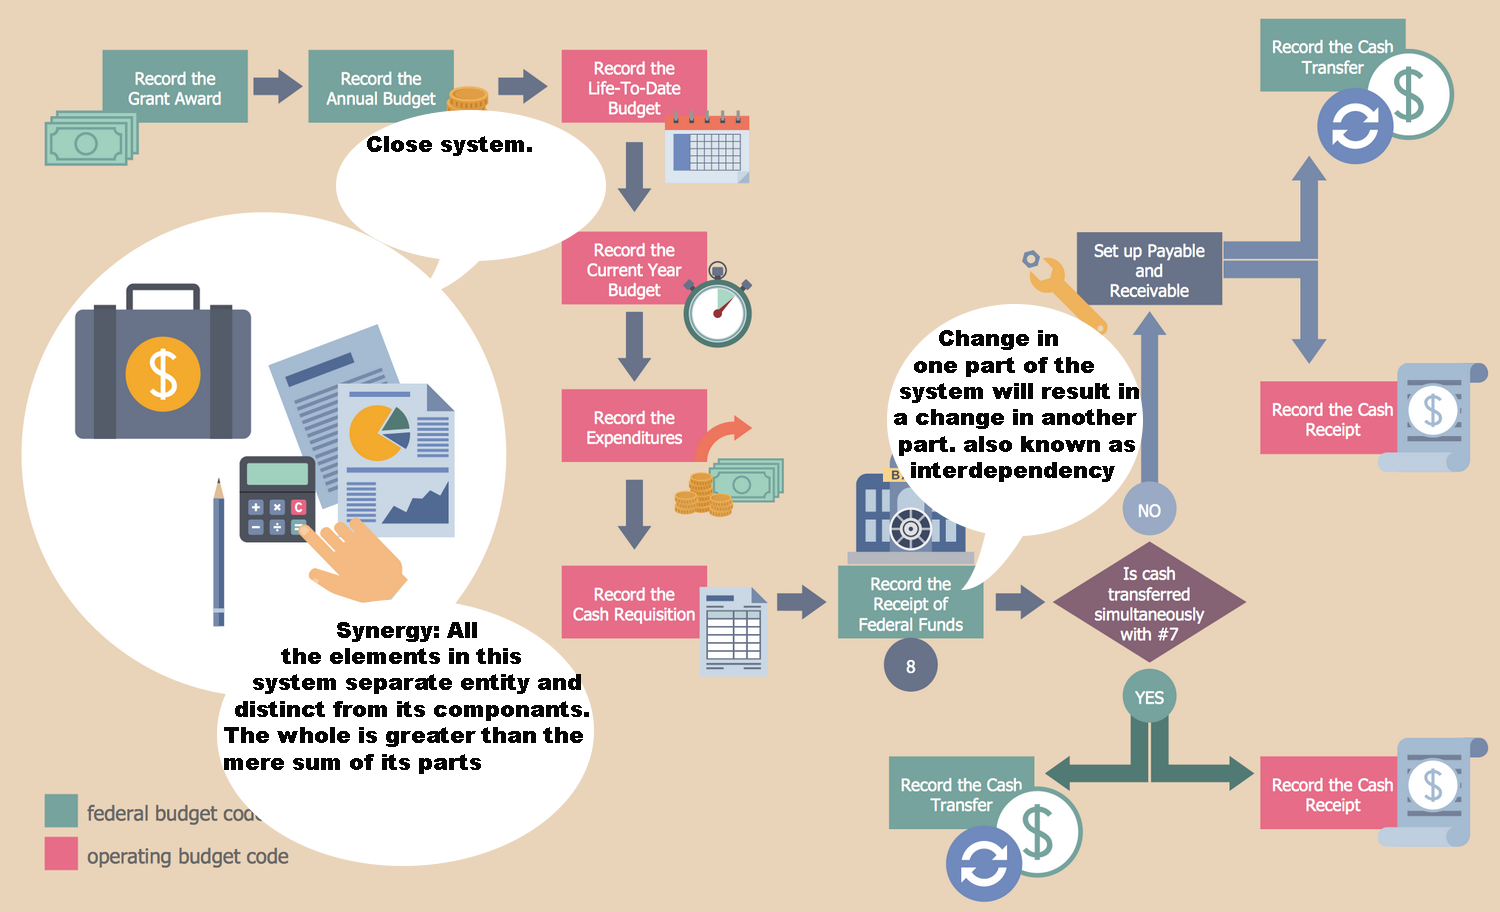 Record the
Grant Award
Record the
Annual Budget
Record the
Life-To-Date
Budget
Close system.
Record the
Current Year
Budget
Record the
Expenditures
Record the
Cash Requisition
Record the
Receipt of
Federal Funds
8
Change in
one part of the
system will result in
a change in another
part. also known as
interdependency
Is cash
transferred
simultaneously
with #7
NO
Set up Payable
and
Receivable
Record the Cash
Transfer
$
Record the Cash
Receipt
$
YES
Record the Cash
Transfer
$
Record the Cash
Receipt
$
$
+ × C
− ÷ =
Synergy: All
the elements in this
system separate entity and
distinct from its componants.
The whole is greater than the
mere sum of its parts
federal budget code
operating budget code